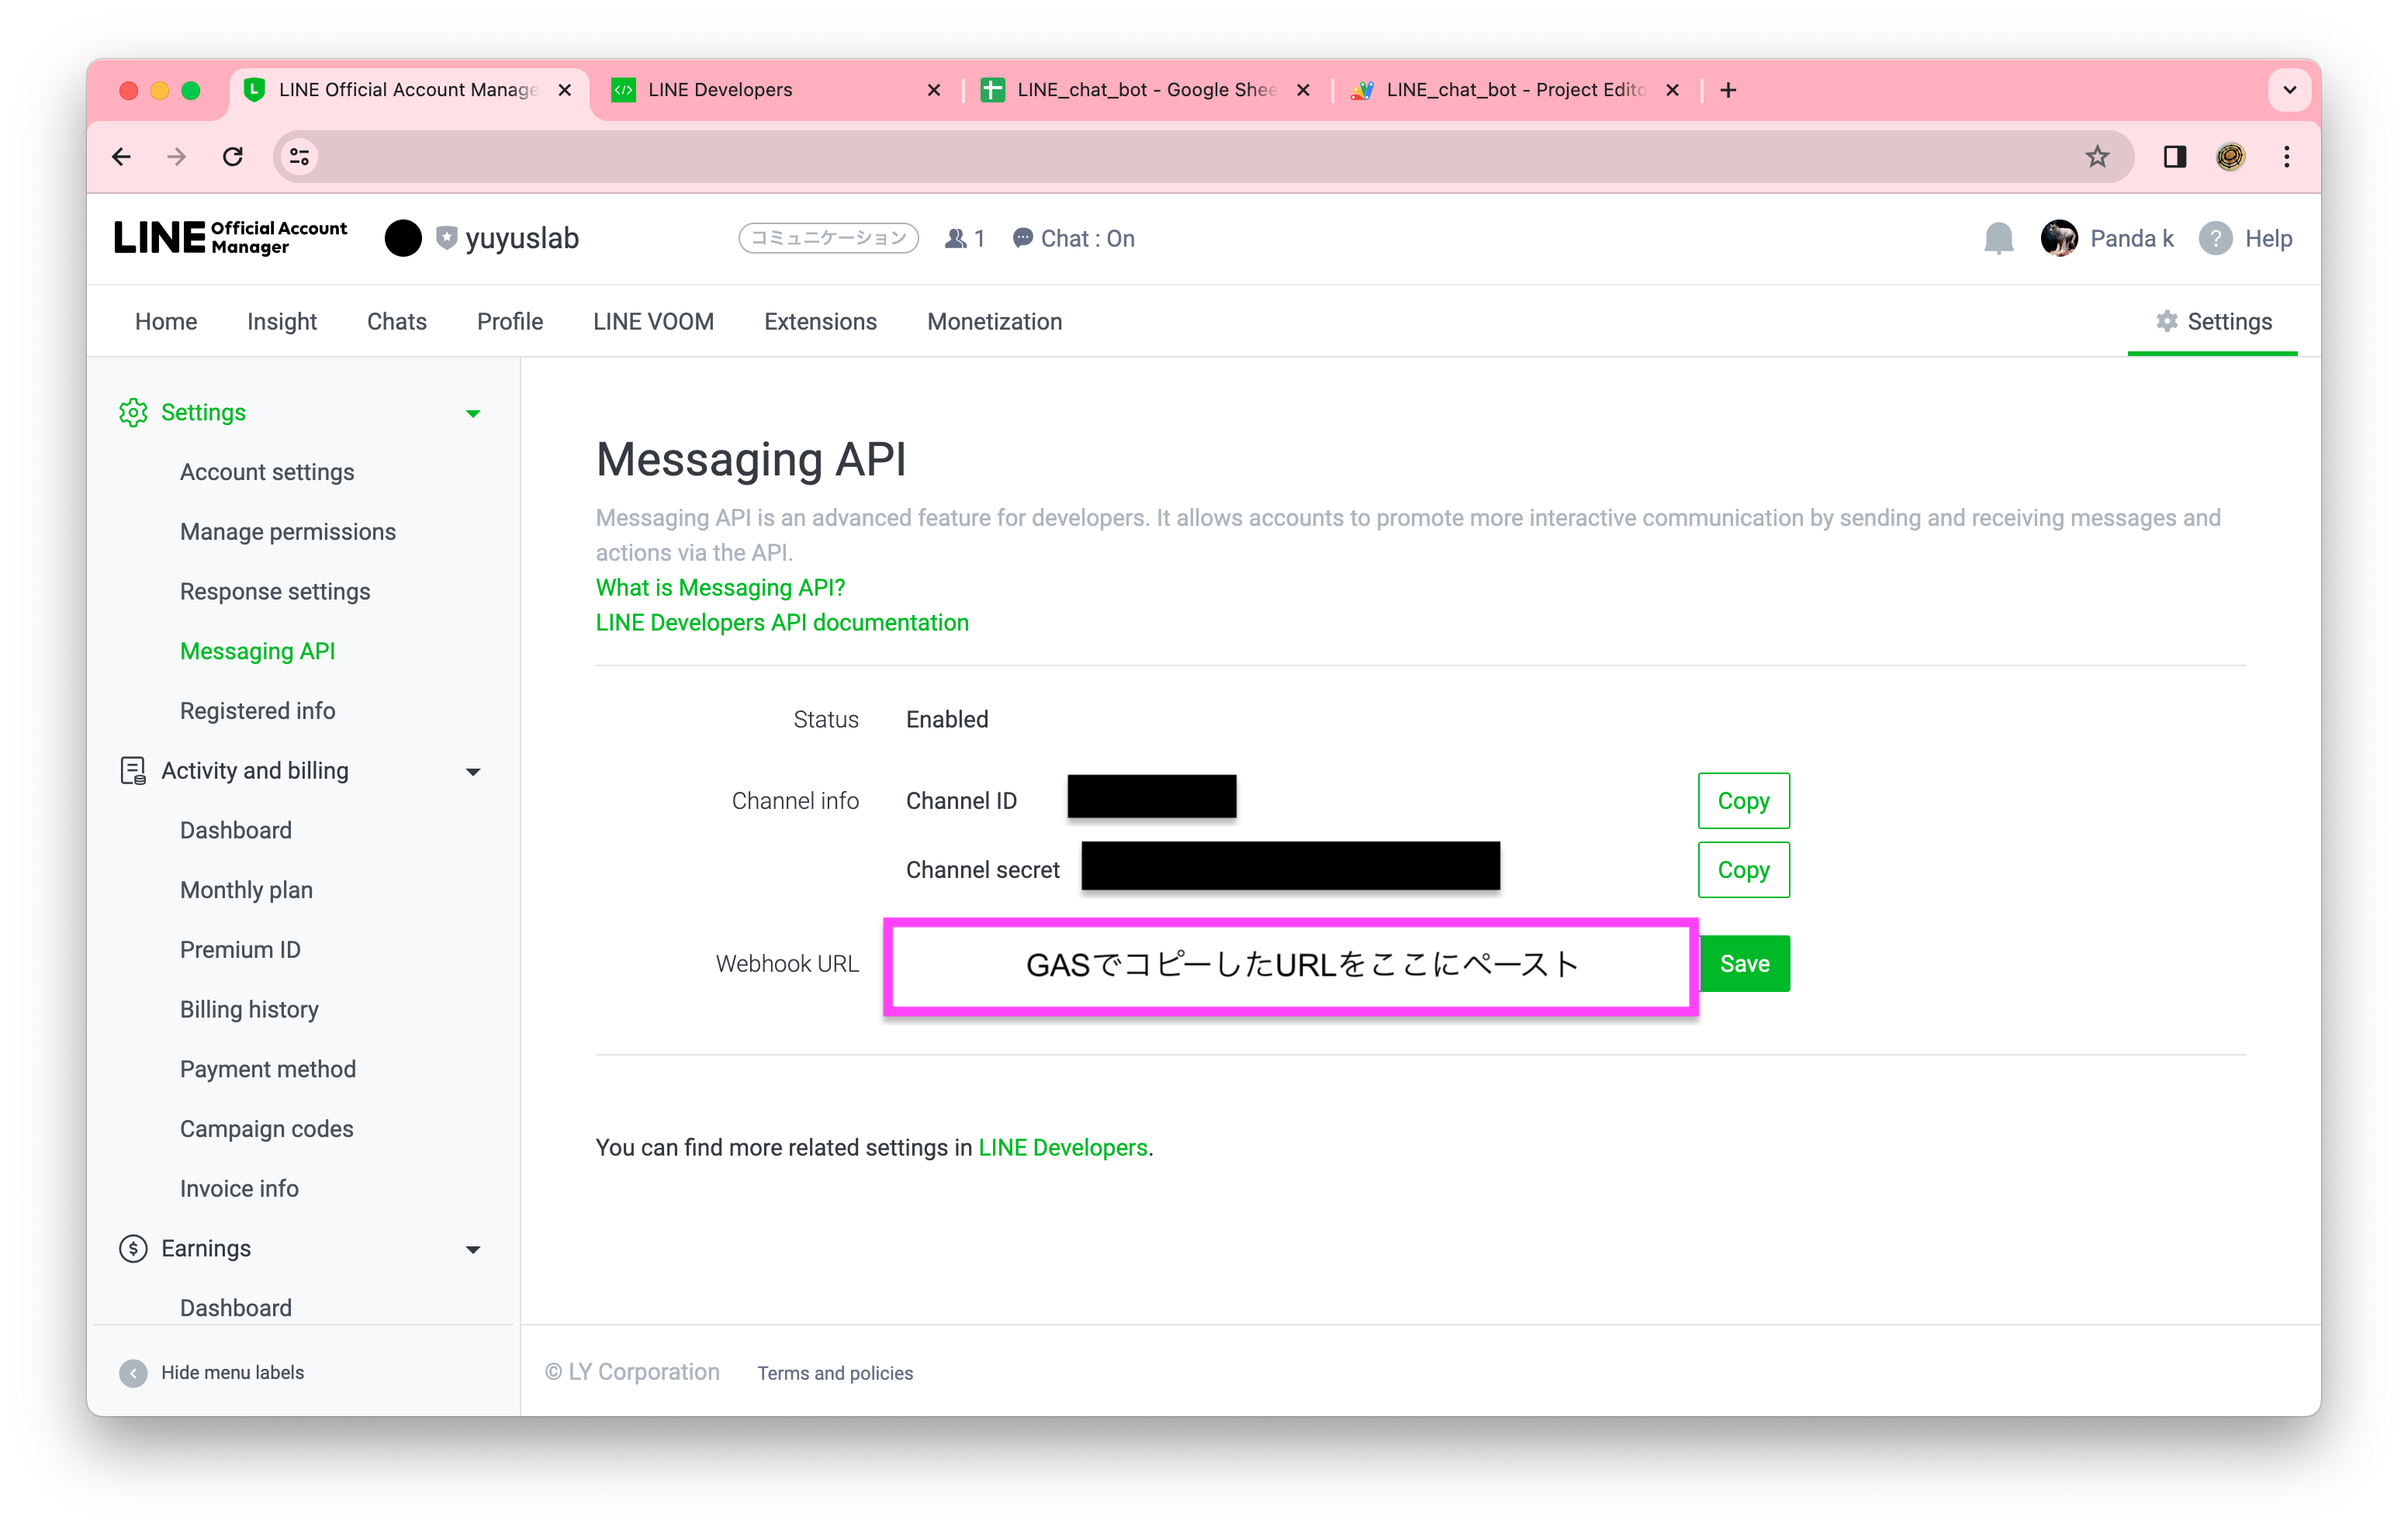 LINE Official Account Manage
LINE Developers
LINE_chat_bot - Google Shee
LINE_chat_bot - Project Edito
LINE Official Account Manager
yuyuslab
コミュニケーション
1
Chat : On
Panda k
Help
Home
Insight
Chats
Profile
LINE VOOM
Extensions
Monetization
Settings
Settings
Account settings
Manage permissions
Response settings
Messaging API
Registered info
Activity and billing
Dashboard
Monthly plan
Premium ID
Billing history
Payment method
Campaign codes
Invoice info
Earnings
Dashboard
Hide menu labels
Messaging API
Messaging API is an advanced feature for developers. It allows accounts to promote more interactive communication by sending and receiving messages and
actions via the API.
What is Messaging API?
LINE Developers API documentation
Status
Enabled
Channel info
Channel ID
Copy
Channel secret
Copy
Webhook URL
GASでコピーしたURLをここにペースト
Save
You can find more related settings in LINE Developers.
© LY Corporation
Terms and policies